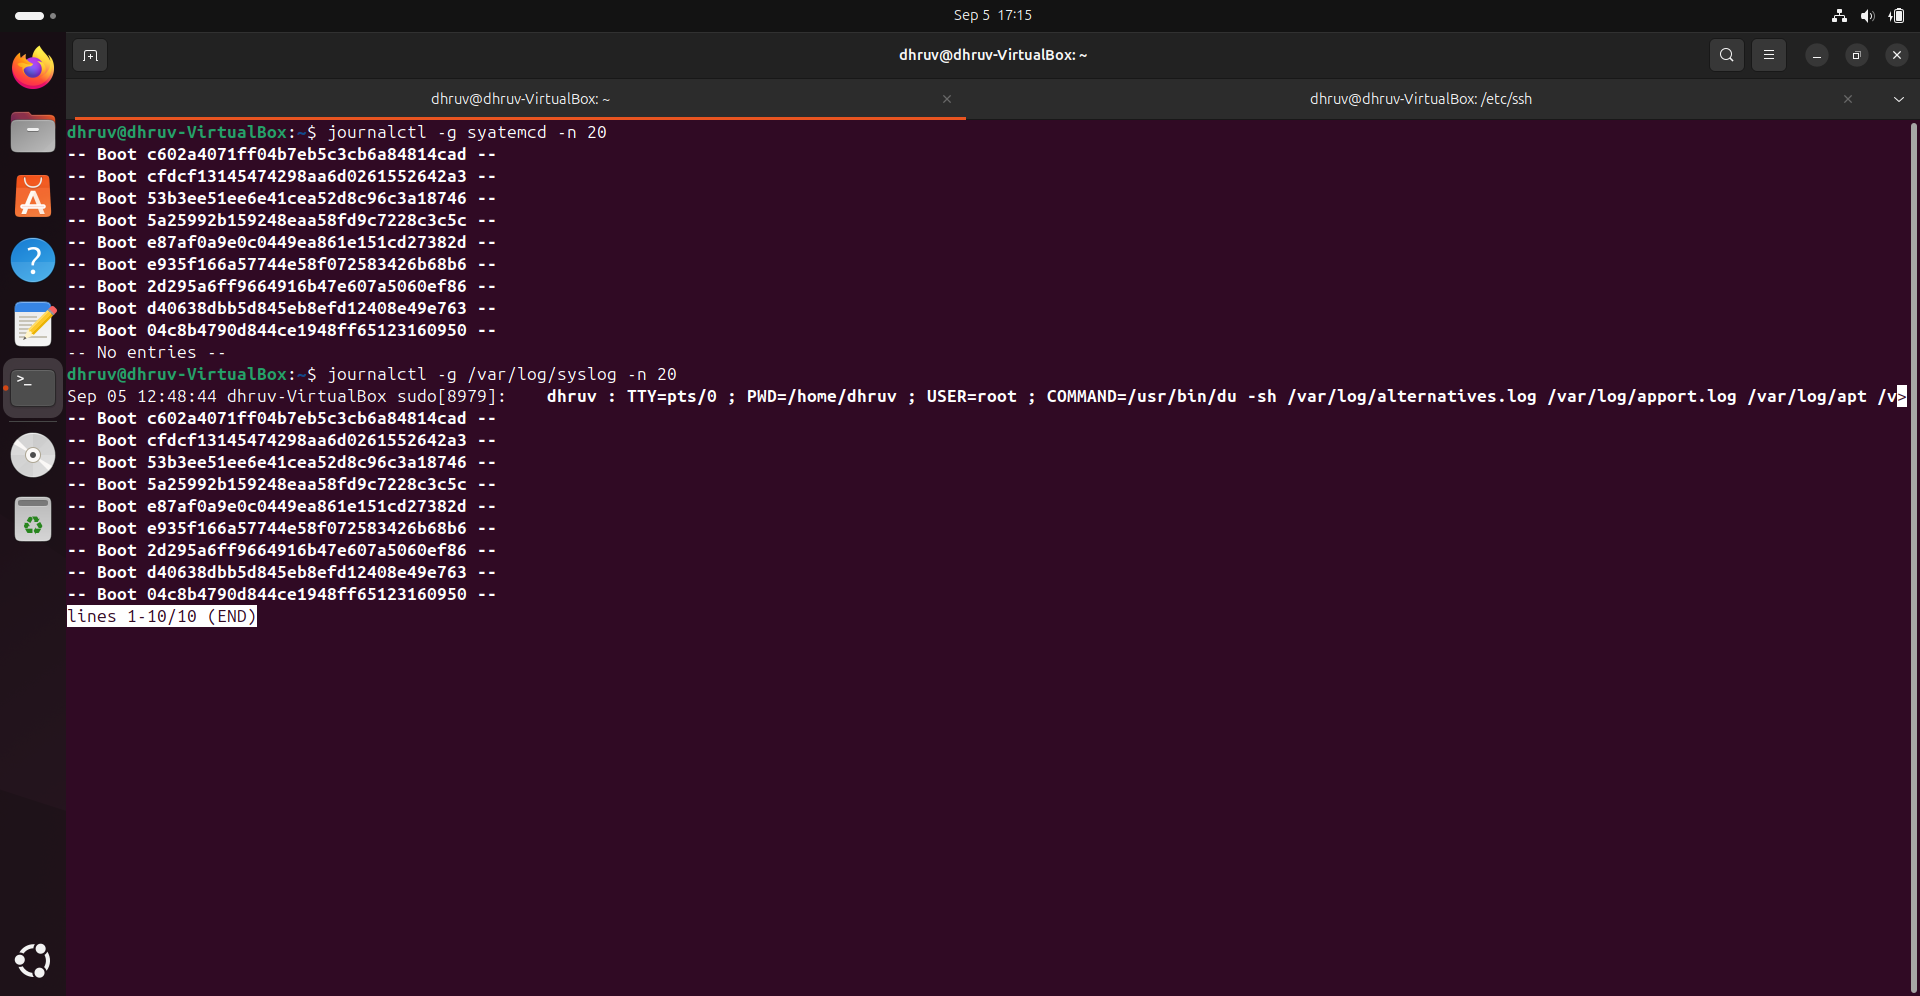 Sep 5 17:15
dhruv@dhruv-VirtualBox: ~
dhruv@dhruv-VirtualBox: ~
dhruv@dhruv-VirtualBox: /etc/ssh
dhruv@dhruv-VirtualBox:~$ journalctl -g syatemcd -n 20
-- Boot c602a4071ff04b7eb5c3cb6a84814cad --
-- Boot cfdcf13145474298aa6d0261552642a3 --
-- Boot 53b3ee51ee6e41cea52d8c96c3a18746 --
-- Boot 5a25992b159248eaa58fd9c7228c3c5c --
-- Boot e87af0a9e0c0449ea861e151cd27382d --
-- Boot e935f166a57744e58f072583426b68b6 --
-- Boot 2d295a6ff9664916b47e607a5060ef86 --
-- Boot d40638dbb5d845eb8efd12408e49e763 --
-- Boot 04c8b4790d844ce1948ff65123160950 --
-- No entries --
dhruv@dhruv-VirtualBox:~$ journalctl -g /var/log/syslog -n 20
Sep 05 12:48:44 dhruv-VirtualBox sudo[8979]:    dhruv : TTY=pts/0 ; PWD=/home/dhruv ; USER=root ; COMMAND=/usr/bin/du -sh /var/log/alternatives.log /var/log/apport.log /var/log/apt /v>
-- Boot c602a4071ff04b7eb5c3cb6a84814cad --
-- Boot cfdcf13145474298aa6d0261552642a3 --
-- Boot 53b3ee51ee6e41cea52d8c96c3a18746 --
-- Boot 5a25992b159248eaa58fd9c7228c3c5c --
-- Boot e87af0a9e0c0449ea861e151cd27382d --
-- Boot e935f166a57744e58f072583426b68b6 --
-- Boot 2d295a6ff9664916b47e607a5060ef86 --
-- Boot d40638dbb5d845eb8efd12408e49e763 --
-- Boot 04c8b4790d844ce1948ff65123160950 --
lines 1-10/10 (END)